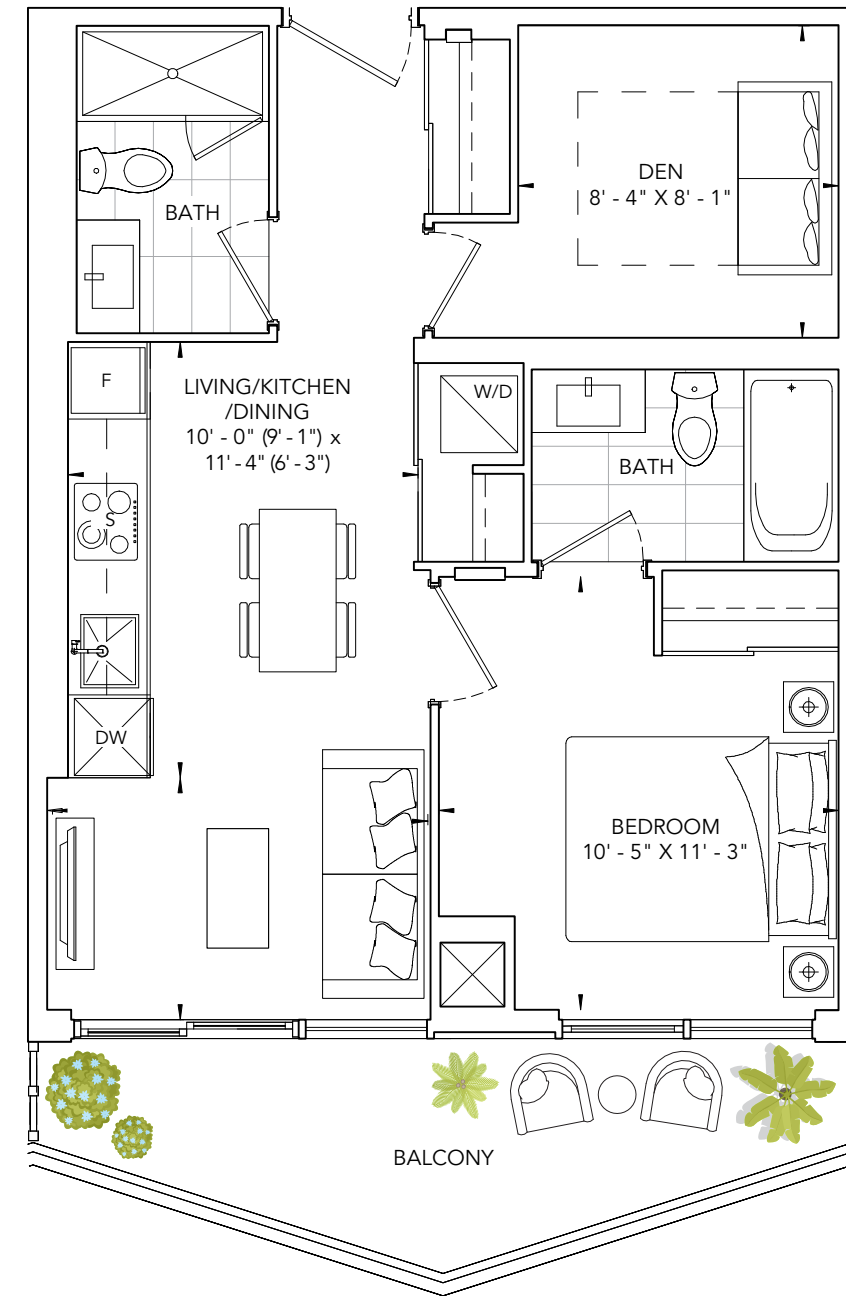 DEN
8' - 4" X 8' - 1"
BATH
F
LIVING/KITCHEN
/DINING
10' - 0" (9' - 1") x
11' - 4" (6' - 3")
W/D
BATH
S
DW
BEDROOM
10' - 5" X 11' - 3"
BALCONY